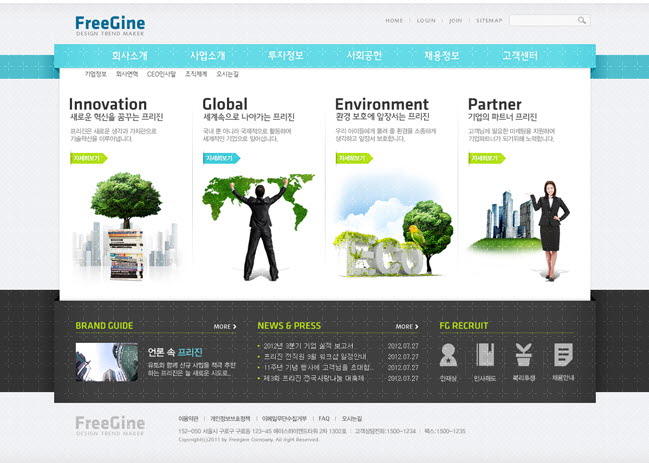 FreeGine
DESIGN TREND MAKER
HOME | LOGIN | JOIN | SITEMAP
회사소개 사업소개 투자정보 사회공헌 채용정보 고객센터
기업정보 회사연혁 CEO인사말 조직체계 오시는길
Innovation
새로운 혁신을 꿈꾸는 프리진
프리진은 새로운 생각과 가치관으로
기술혁신을 이루어냅니다.
자세히보기
Global
세계속으로 나아가는 프리진
국내 뿐 아니라 국제적으로 활동하며
세계적인 기업으로 일어섭니다.
자세히보기
Environment
환경 보호에 앞장서는 프리진
우리 아이들에게 물려 줄 환경을 소중하게
생각하고 앞장서 보호합니다.
자세히보기
Eco
Partner
기업의 파트너 프리진
고객님께 필요한 마케팅을 지원하여
기업파트너가 되기위해 노력합니다.
자세히보기
BRAND GUIDE MORE
언론 속 프리진
유토와 함께 신규 사업을 적극 추진
하는 프리진은 늘 새로운 시도로..
NEWS & PRESS MORE
2012년 3분기 기업 실적 보고서 2012.07.27
프리진 전직원 9월 워크샵 일정안내 2012.07.27
11주년 기념 행사에 고객님을 초대합... 2012.07.27
제3회 프리진 전국사랑나눔 대축제 2012.07.27
FG RECRUIT
인재상 인사제도 복리후생 채용안내
FreeGine
DESIGN TREND MAKER
이용약관 | 개인정보보호정책 | 이메일무단수집거부 | FAQ | 오시는길
152-050 서울시 구로구 구로동 123-45 에이스하이엔드타워 2차 1302호 | 고객상담전화:1500-1234 | 팩스:1500-1235
Copyright(c)2011 by Freegine Company. All right Reserved.